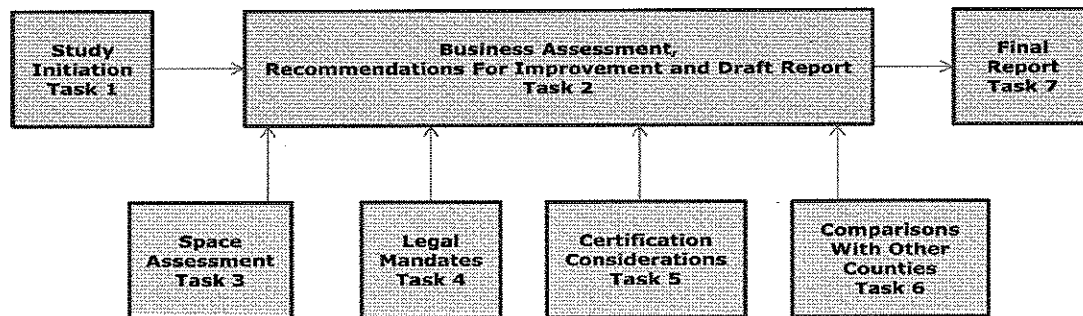 Study
Initiation
Task 1
Business Assessment,
Recommendations For Improvement and Draft Report
Task 2
Final
Report
Task 7
Space
Assessment
Task 3
Legal
Mandates
Task 4
Certification
Considerations
Task 5
Comparisons
With Other
Counties
Task 6